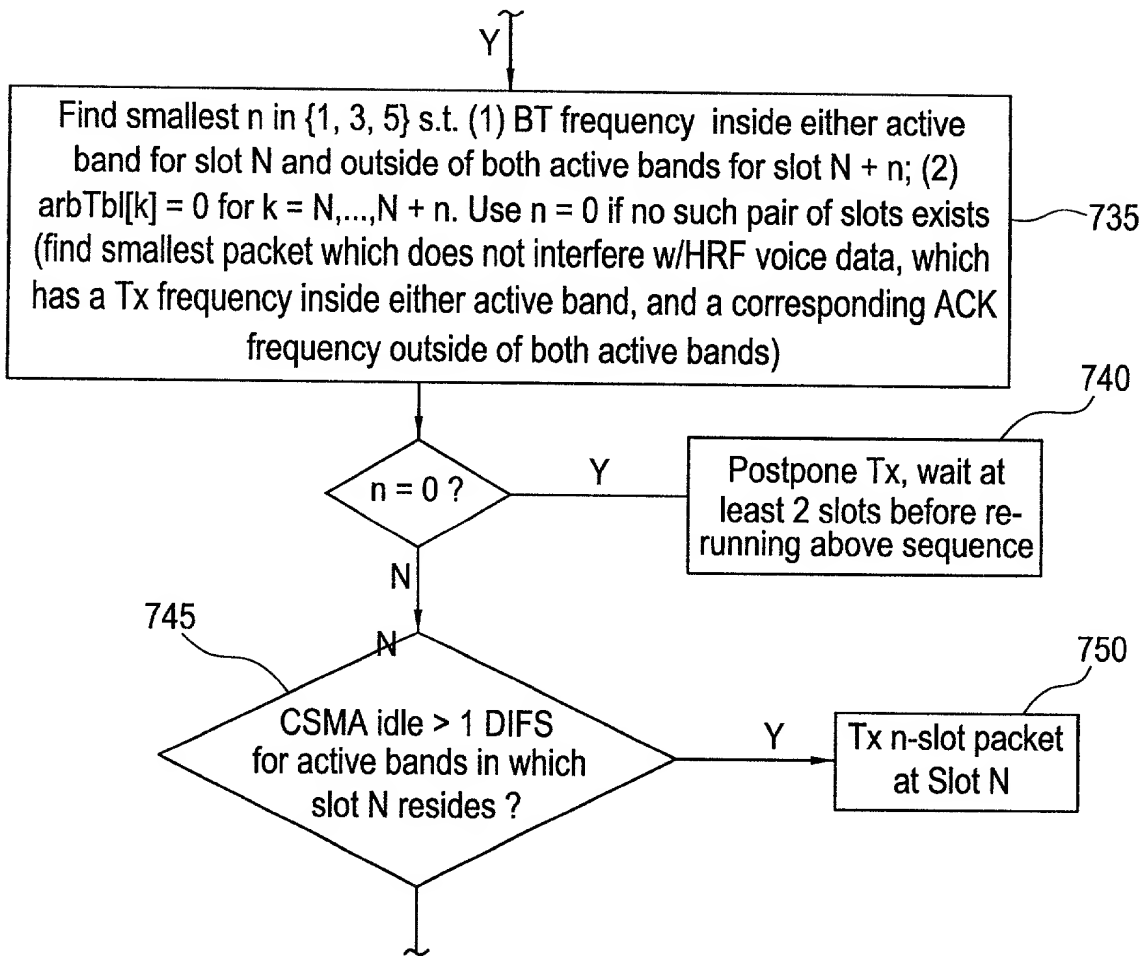 Y
Find smallest n in {1, 3, 5} s.t. (1) BT frequency inside either active
band for slot N and outside of both active bands for slot N + n; (2)
arbTbl[k] = 0 for k = N,...,N + n. Use n = 0 if no such pair of slots exists
(find smallest packet which does not interfere w/HRF voice data, which
has a Tx frequency inside either active band, and a corresponding ACK
frequency outside of both active bands)
735
740
n = 0 ?
Y
Postpone Tx, wait at
least 2 slots before re-
running above sequence
N
745
N
CSMA idle > 1 DIFS
for active bands in which
slot N resides ?
Y
750
Tx n-slot packet
at Slot N